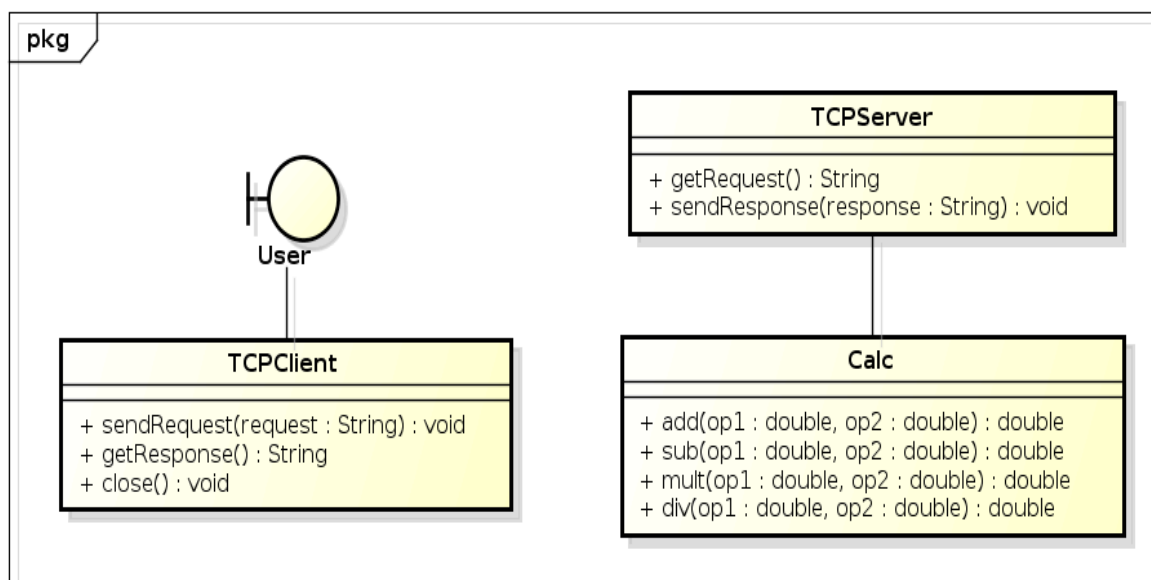 pkg
User
TCPClient
+ sendRequest(request : String) : void
+ getResponse() : String
+ close() : void
TCPServer
+ getRequest() : String
+ sendResponse(response : String) : void
Calc
+ add(op1 : double, op2 : double) : double
+ sub(op1 : double, op2 : double) : double
+ mult(op1 : double, op2 : double) : double
+ div(op1 : double, op2 : double) : double